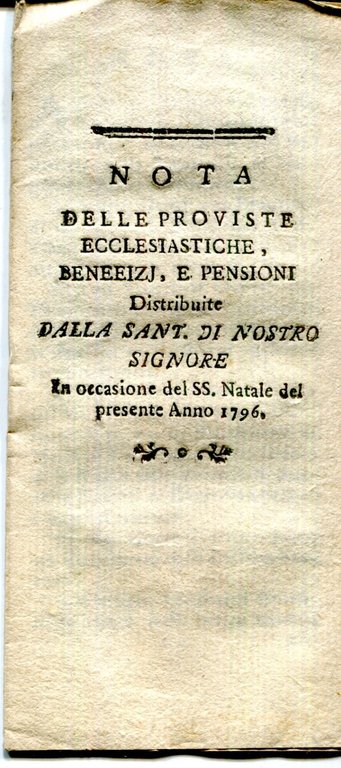 NOTA
DELLE PROVISTE
ECCLESIASTICHE,
BENEEIZJ, E PENSIONI
Distribuite
DALLA SANT. DI NOSTRO
SIGNORE
In occasione del SS. Natale del
presente Anno 1796.